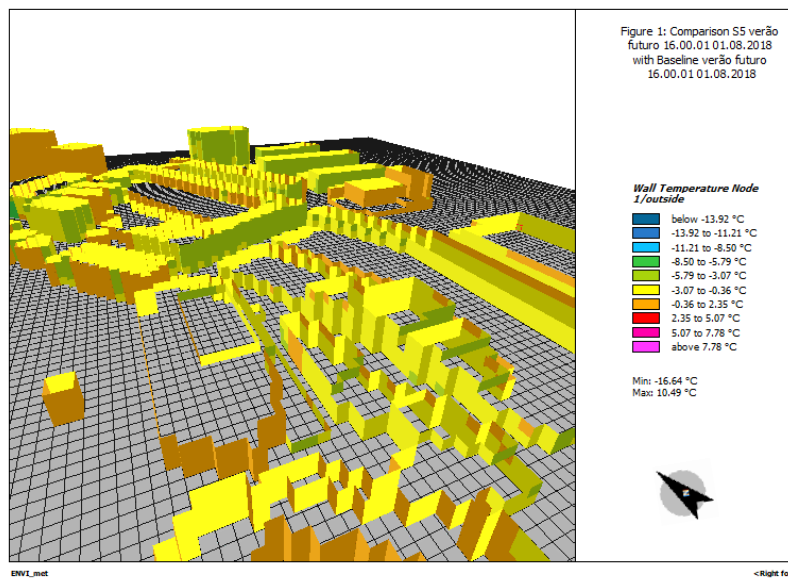 Figure 1: Comparison S5 verão
futuro 16.00.01 01.08.2018
with Baseline verão futuro
16.00.01 01.08.2018
Wall Temperature Node
1/outside
below -13.92 °C
-13.92 to -11.21 °C
-11.21 to -8.50 °C
-8.50 to -5.79 °C
-5.79 to -3.07 °C
-3.07 to -0.36 °C
-0.36 to 2.35 °C
2.35 to 5.07 °C
5.07 to 7.78 °C
above 7.78 °C
Min: -16.64 °C
Max: 10.49 °C
ENVI_met
<Right fo